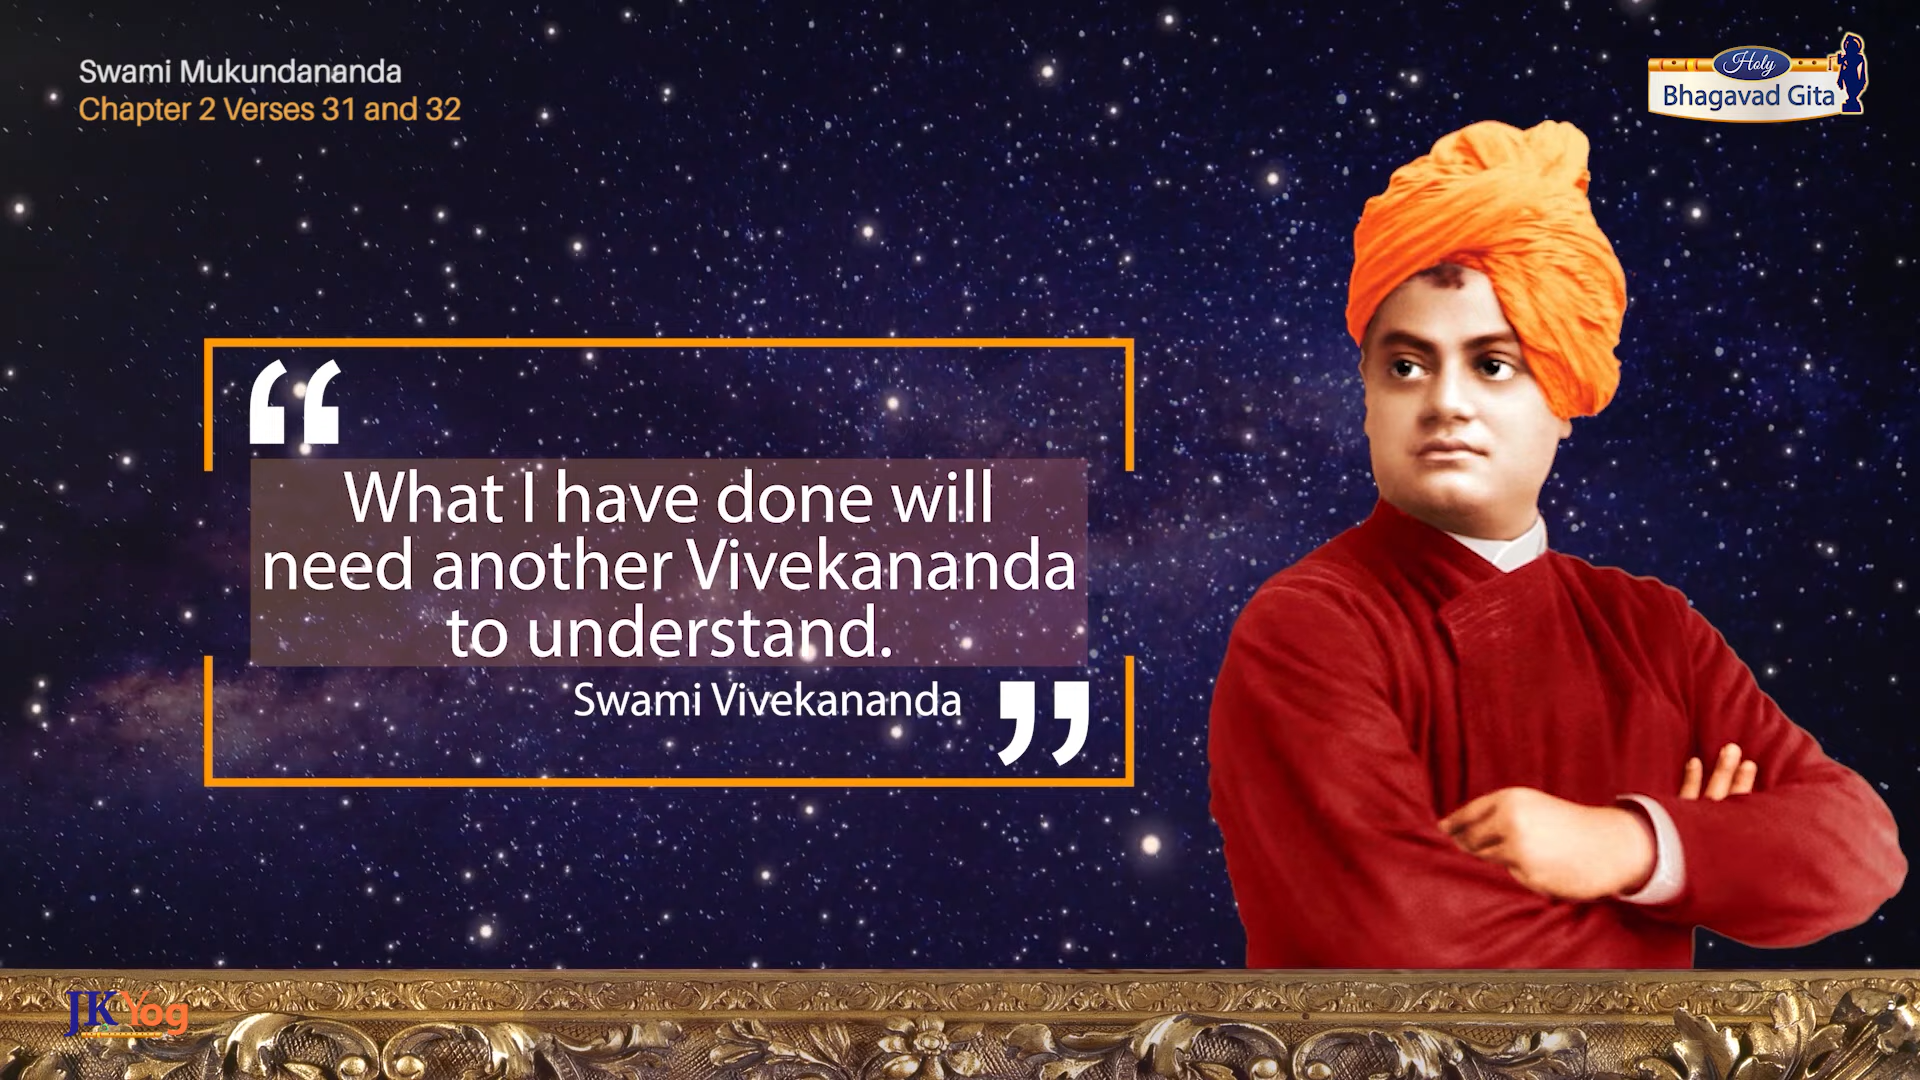 Swami Mukundananda
Chapter 2 Verses 31 and 32
Holy
Bhagavad Gita
“
What I have done will
need another Vivekananda
to understand.
Swami Vivekananda
”
JKYog